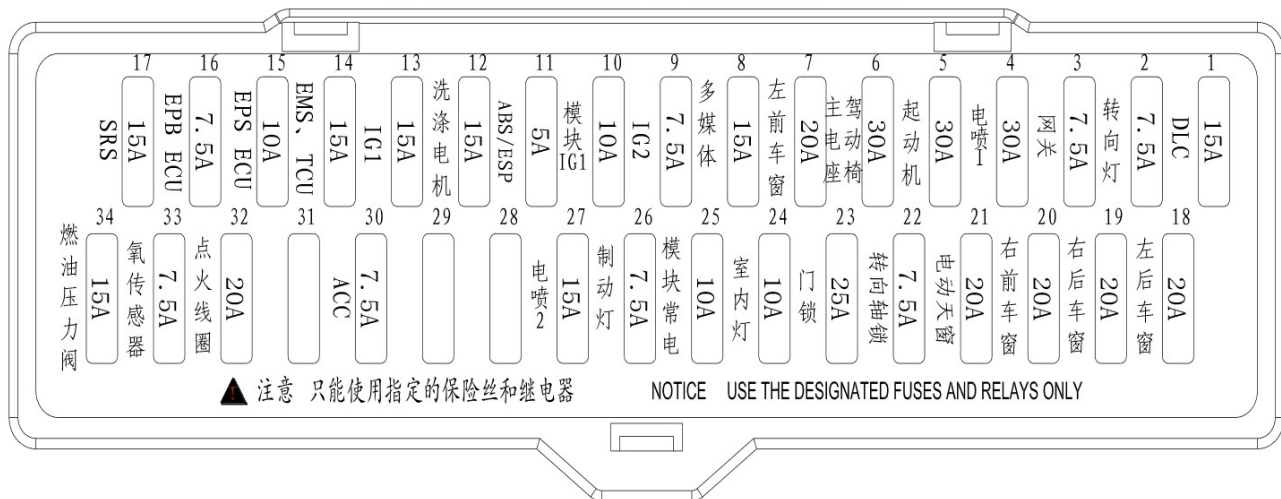 17
SRS
15A
16
EPB ECU
7.5A
15
EPS ECU
10A
14
EMS、TCU
15A
13
IG1
15A
12
洗涤电机
15A
11
ABS/ESP
5A
10
模块
IG1
10A
9
IG2
7.5A
8
多媒体
15A
7
左前车窗
20A
6
主驾
电动
座椅
30A
5
起动机
30A
4
电喷1
30A
3
网关
7.5A
2
转向灯
7.5A
1
DLC
15A
34
燃油压力阀
15A
33
氧传感器
7.5A
32
点火线圈
20A
31
30
ACC
7.5A
29
28
27
电喷2
15A
26
制动灯
7.5A
25
模块常电
10A
24
室内灯
10A
23
门锁
25A
22
转向轴锁
7.5A
21
电动天窗
20A
20
右前车窗
20A
19
右后车窗
20A
18
左后车窗
20A
注意 只能使用指定的保险丝和继电器 NOTICE USE THE DESIGNATED FUSES AND RELAYS ONLY